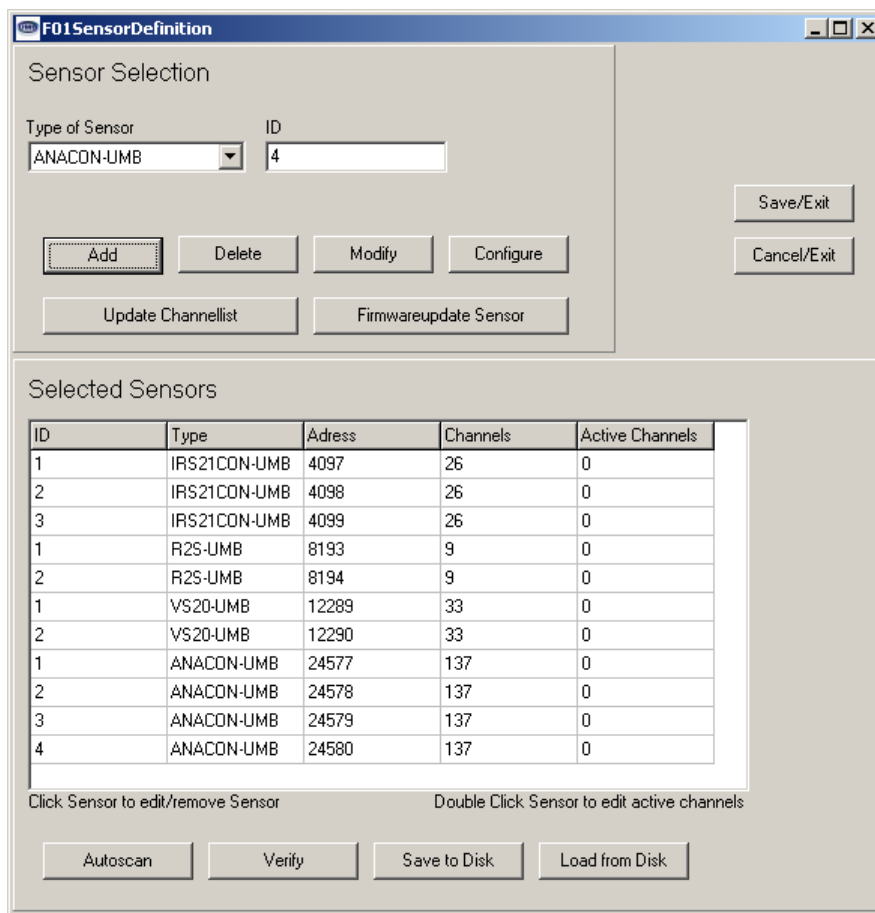 F01SensorDefinition
Sensor Selection
Type of Sensor ID
ANACON-UMB 4
Save/Exit
Add Delete Modify Configure Cancel/Exit
Update Channellist Firmwareupdate Sensor
Selected Sensors
ID Type Adress Channels Active Channels
1 IRS21CON-UMB 4097 26 0
2 IRS21CON-UMB 4098 26 0
3 IRS21CON-UMB 4099 26 0
1 R2S-UMB 8193 9 0
2 R2S-UMB 8194 9 0
1 VS20-UMB 12289 33 0
2 VS20-UMB 12290 33 0
1 ANACON-UMB 24577 137 0
2 ANACON-UMB 24578 137 0
3 ANACON-UMB 24579 137 0
4 ANACON-UMB 24580 137 0
Click Sensor to edit/remove Sensor Double Click Sensor to edit active channels
Autoscan Verify Save to Disk Load from Disk